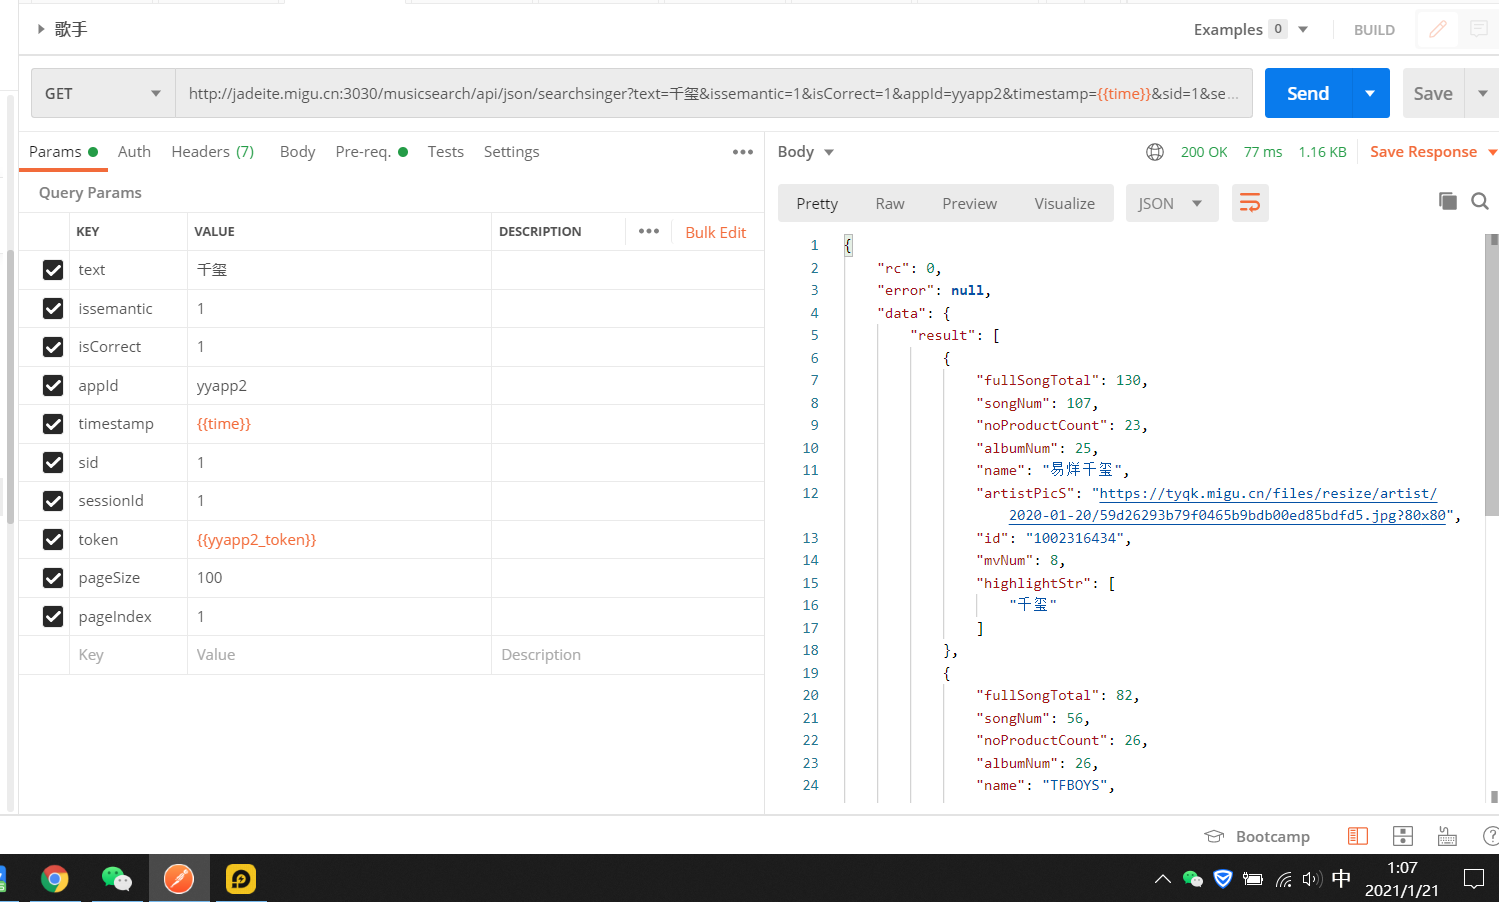 歌手
Examples 0
BUILD
GET
http://jadeite.migu.cn:3030/musicsearch/api/json/searchsinger?text=千玺&issemantic=1&isCorrect=1&appId=yyapp2&timestamp={{time}}&sid=1&se...
Send
Save
Params
Auth
Headers (7)
Body
Pre-req.
Tests
Settings
Query Params
KEY VALUE DESCRIPTION
Bulk Edit
text 千玺
issemantic 1
isCorrect 1
appId yyapp2
timestamp {{time}}
sid 1
sessionId 1
token {{yyapp2_token}}
pageSize 100
pageIndex 1
Key Value Description
Body
200 OK 77 ms 1.16 KB
Save Response
Pretty Raw Preview Visualize
JSON
1 {
2 "rc": 0,
3 "error": null,
4 "data": {
5 "result": [
6 {
7 "fullSongTotal": 130,
8 "songNum": 107,
9 "noProductCount": 23,
10 "albumNum": 25,
11 "name": "易烊千玺",
12 "artistPicS": "https://tyqk.migu.cn/files/resize/artist/
2020-01-20/59d26293b79f0465b9bdb00ed85bdfd5.jpg?80x80",
13 "id": "1002316434",
14 "mvNum": 8,
15 "highlightStr": [
16 "千玺"
17 ]
18 },
19 {
20 "fullSongTotal": 82,
21 "songNum": 56,
22 "noProductCount": 26,
23 "albumNum": 26,
24 "name": "TFBOYS",
Bootcamp
中
1:07
2021/1/21